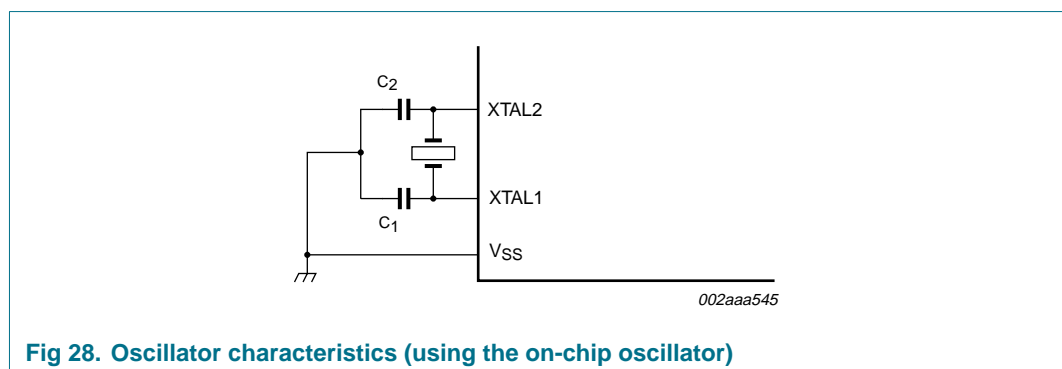 C2
XTAL2
XTAL1
C1
VSS
002aaa545
Fig 28. Oscillator characteristics (using the on-chip oscillator)